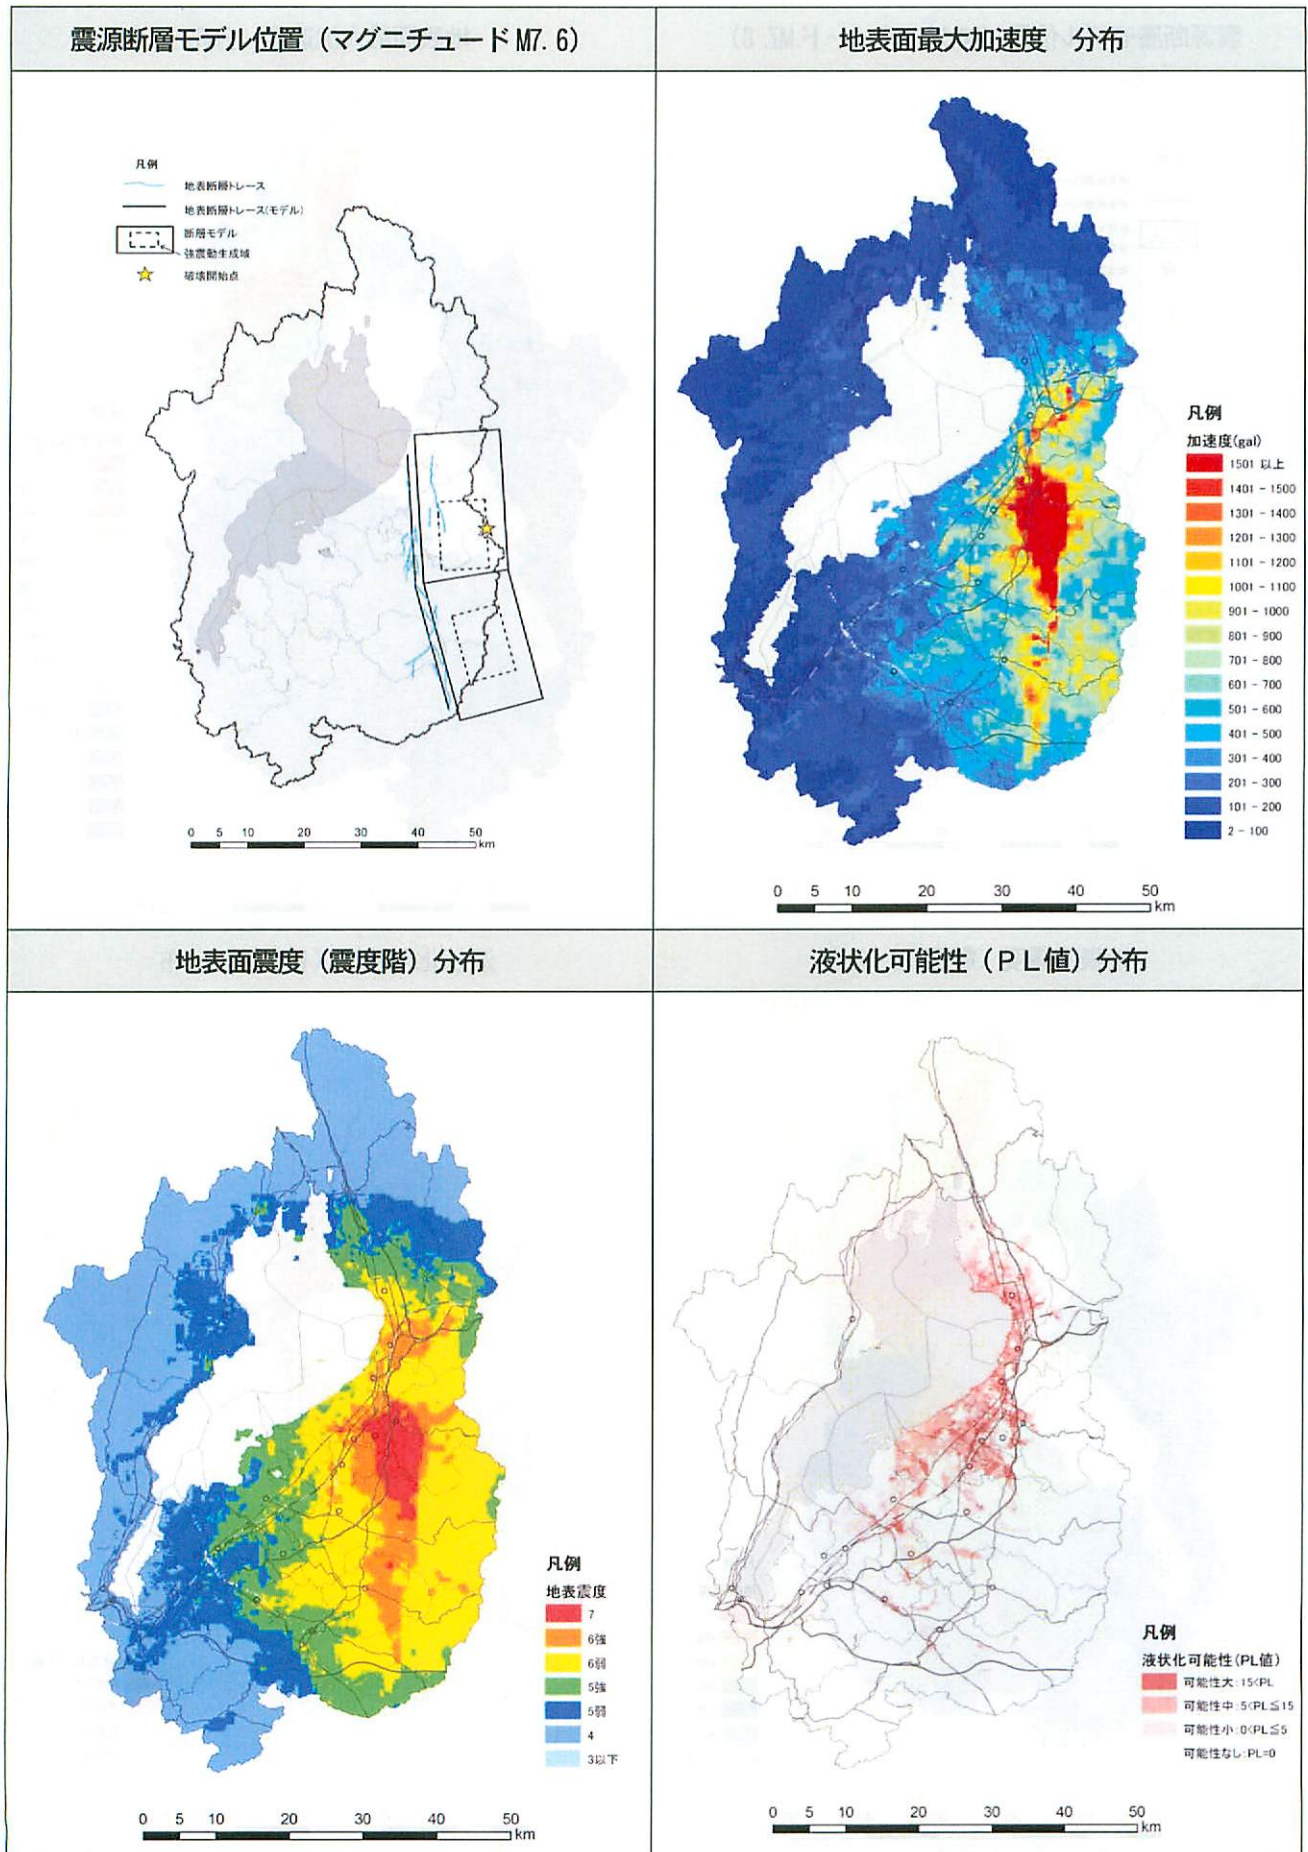 震源断層モデル位置（マグニチュードM7.6）
凡例
地表断層トレース
地表断層トレース(モデル)
断層モデル
強震動生成域
破壊開始点
0 5 10 20 30 40 50
km
地表面最大加速度 分布
凡例
加速度(gal)
1501 以上
1401 - 1500
1301 - 1400
1201 - 1300
1101 - 1200
1001 - 1100
901 - 1000
801 - 900
701 - 800
601 - 700
501 - 600
401 - 500
301 - 400
201 - 300
101 - 200
2 - 100
0 5 10 20 30 40 50
km
地表面震度（震度階）分布
凡例
地表震度
7
6強
6弱
5強
5弱
4
3以下
0 5 10 20 30 40 50
km
液状化可能性（ＰＬ値）分布
凡例
液状化可能性(PL値)
可能性大:15<PL
可能性中:5<PL≦15
可能性小:0<PL≦5
可能性なし:PL=0
0 5 10 20 30 40 50
km